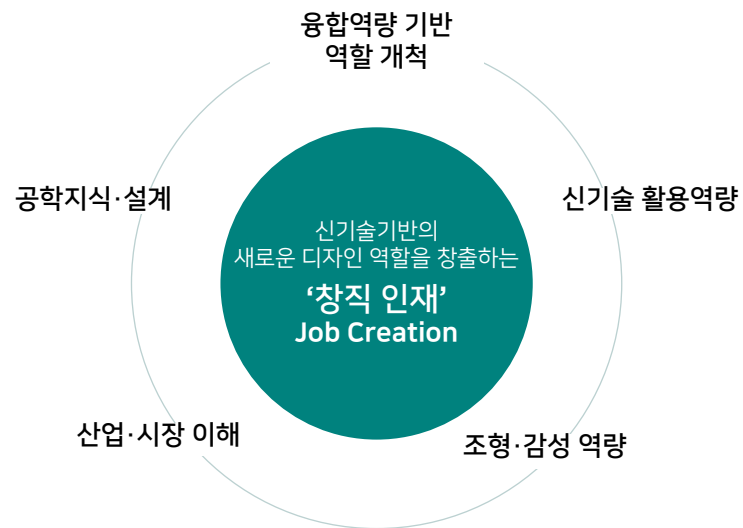 융합역량 기반
역할 개척
공학지식·설계
신기술 활용역량
신기술기반의
새로운 디자인 역할을 창출하는
‘창직 인재’
Job Creation
산업·시장 이해
조형·감성 역량